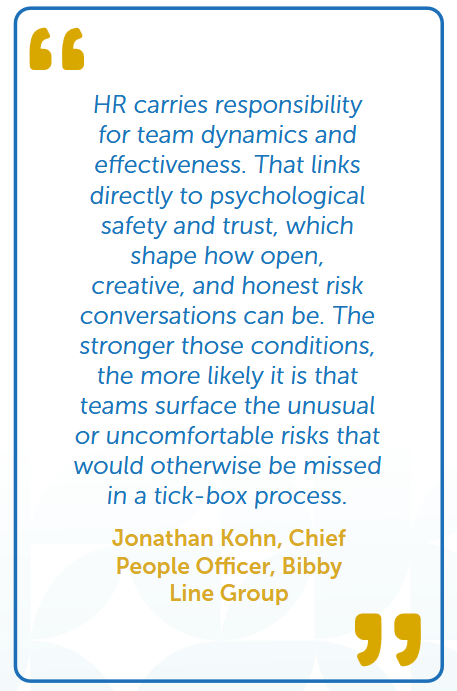 “
HR carries responsibility
for team dynamics and
effectiveness. That links
directly to psychological
safety and trust, which
shape how open,
creative, and honest risk
conversations can be. The
stronger those conditions,
the more likely it is that
teams surface the unusual
or uncomfortable risks that
would otherwise be missed
in a tick-box process.
Jonathan Kohn, Chief
People Officer, Bibby
Line Group
”